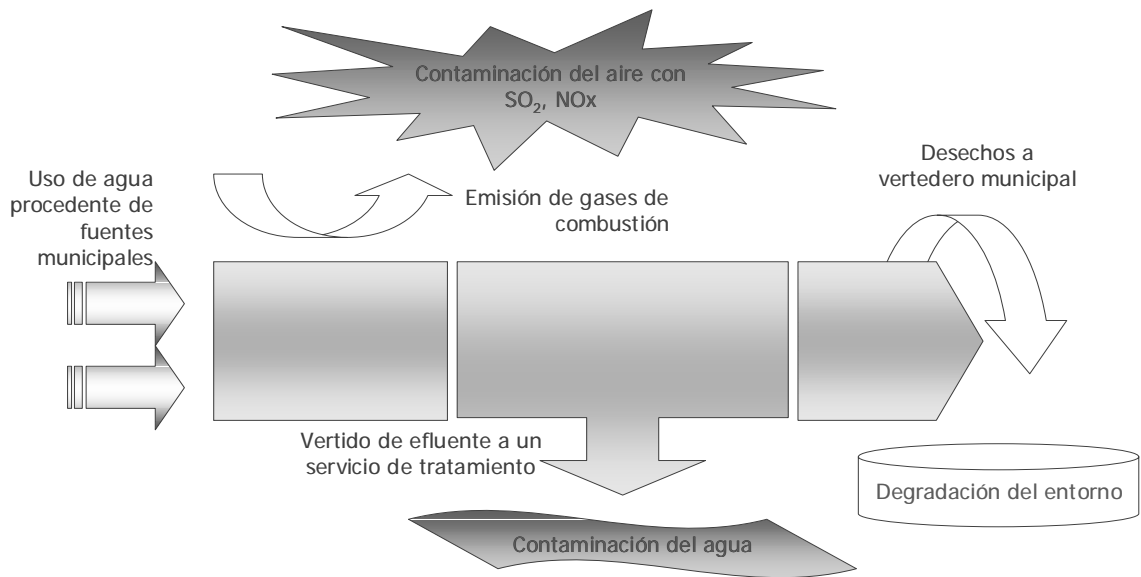 Contaminación del aire con
SO2, NOx
Desechos a
vertedero municipal
Uso de agua
procedente de
fuentes
municipales
Emisión de gases de
combustión
Vertido de efluente a un
servicio de tratamiento
Degradación del entorno
Contaminación del agua